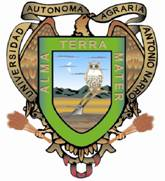 UNIVERSIDAD AUTONOMA AGRARIA ANTONIO NARRO
ALMA TERRA MATER